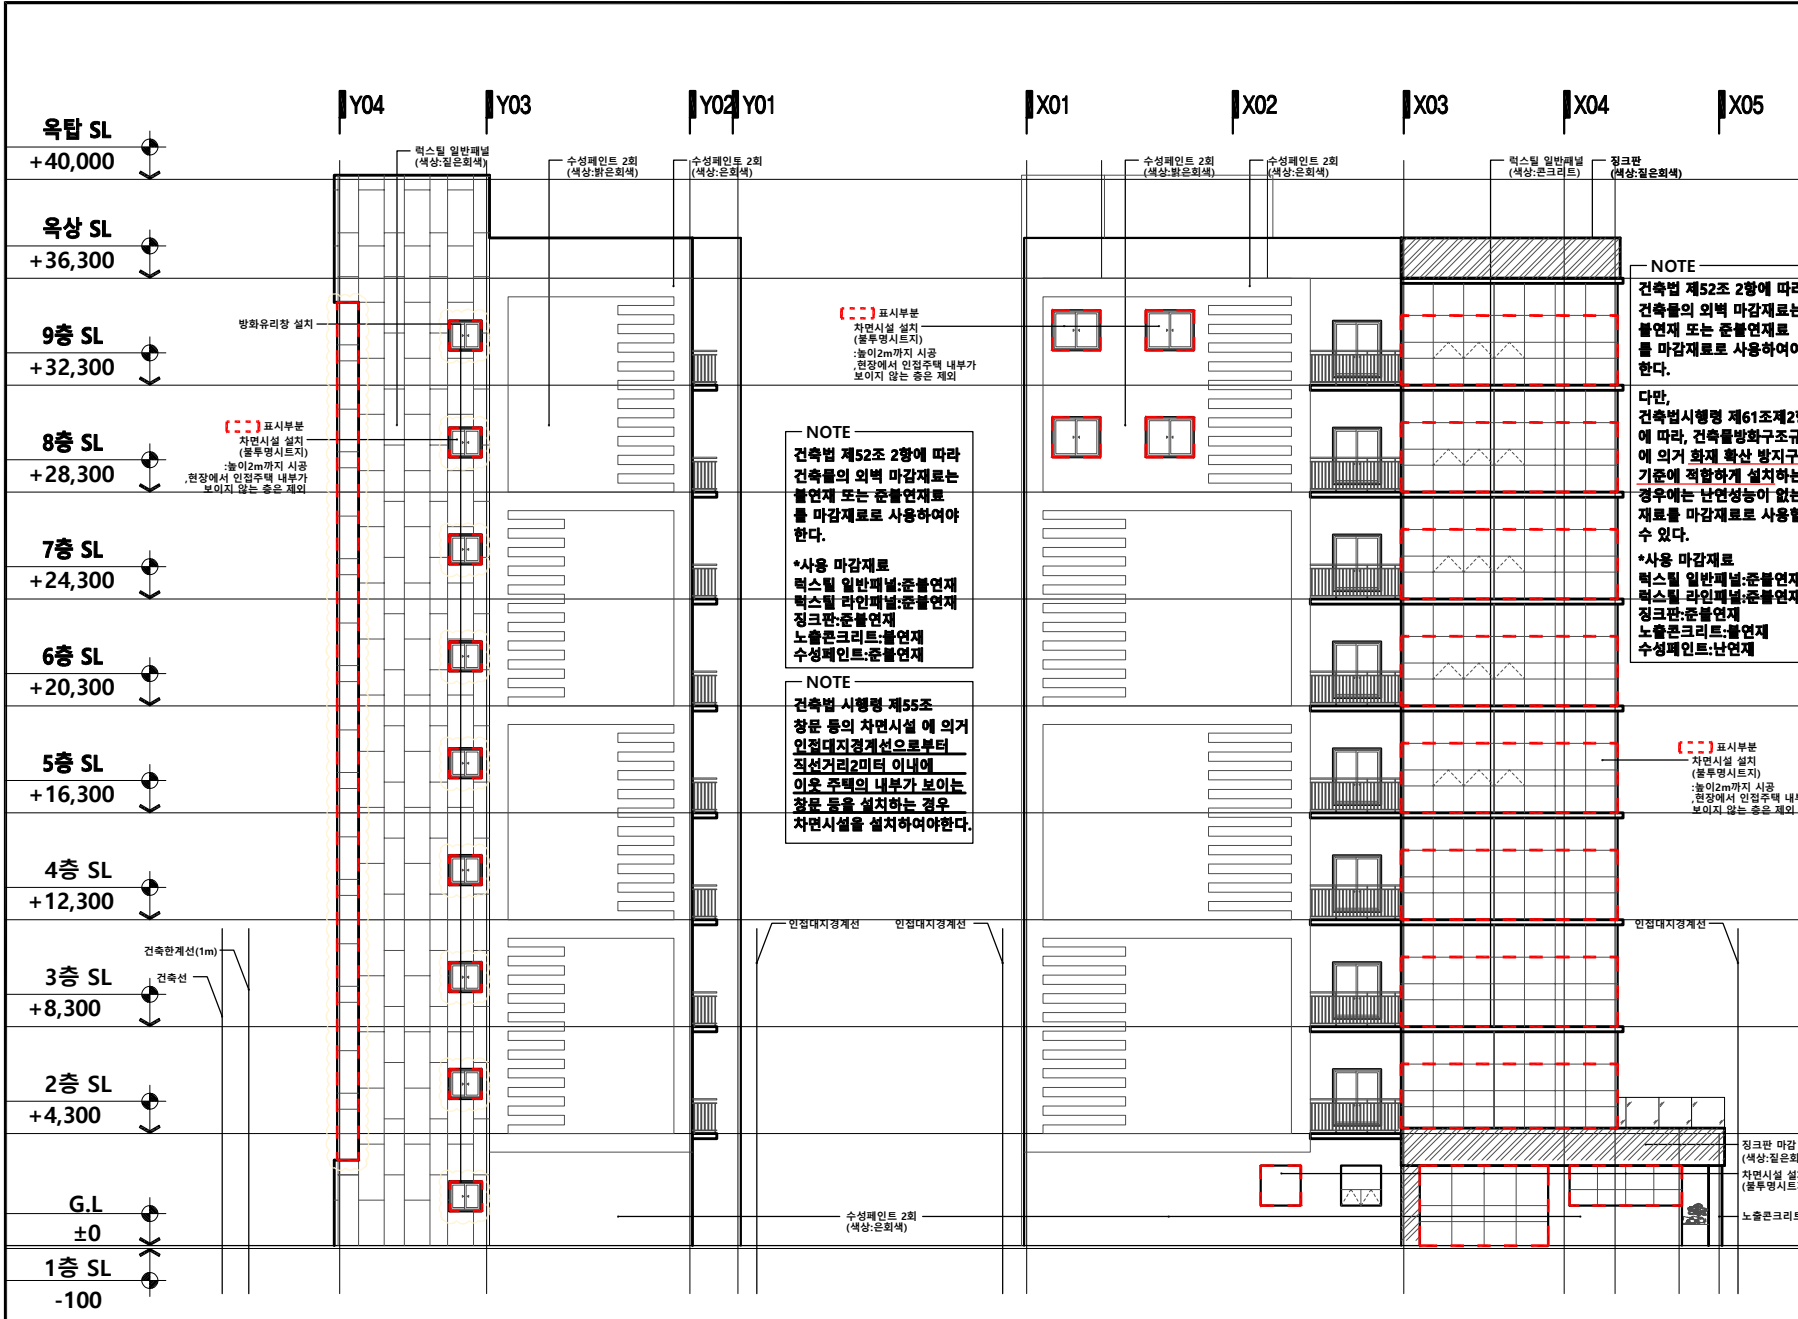 Y04
Y03
Y02
Y01
X01
X02
X03
X04
X05
옥탑 SL
+40,000
옥상 SL
+36,300
9층 SL
+32,300
8층 SL
+28,300
7층 SL
+24,300
6층 SL
+20,300
5층 SL
+16,300
4층 SL
+12,300
3층 SL
+8,300
2층 SL
+4,300
G.L
±0
1층 SL
-100
럭스틸 일반패널
(색상:짙은회색)
수성페인트 2회
(색상:밝은회색)
수성페인트 2회
(색상:은회색)
수성페인트 2회
(색상:밝은회색)
수성페인트 2회
(색상:은회색)
럭스틸 일반패널
(색상:콘크리트)
징크판
(색상:짙은회색)
방화유리창 설치
표시부분
차면시설 설치
(불투명시트지)
:높이2m까지 시공
,현장에서 인접주택 내부가
보이지 않는 층은 제외
건축한계선(1m)
건축선
표시부분
차면시설 설치
(불투명시트지)
:높이2m까지 시공
,현장에서 인접주택 내부가
보이지 않는 층은 제외
NOTE
건축법 제52조 2항에 따라
건축물의 외벽 마감재료는
불연재 또는 준불연재료
를 마감재료로 사용하여야
한다.
*사용 마감재료
럭스틸 일반패널:준불연재
럭스틸 라인패널:준불연재
징크판:준불연재
노출콘크리트:불연재
수성페인트:준불연재
NOTE
건축법 시행령 제55조
창문 등의 차면시설 에 의거
인접대지경계선으로부터
직선거리2미터 이내에
이웃 주택의 내부가 보이는
창문 등을 설치하는 경우
차면시설을 설치하여야한다.
인접대지경계선
인접대지경계선
수성페인트 2회
(색상:은회색)
NOTE
건축법 제52조 2항에 따라
건축물의 외벽 마감재료는
불연재 또는 준불연재료
를 마감재료로 사용하여야
한다.
다만,
건축법시행령 제61조제2항
에 따라, 건축물방화구조규
에 의거 화재 확산 방지구
기준에 적합하게 설치하는
경우에는 난연성능이 없는
재료를 마감재료로 사용할
수 있다.
*사용 마감재료
럭스틸 일반패널:준불연재
럭스틸 라인패널:준불연재
징크판:준불연재
노출콘크리트:불연재
수성페인트:난연재
표시부분
차면시설 설치
(불투명시트지)
:높이2m까지 시공
,현장에서 인접주택 내부
보이지 않는 층은 제외
인접대지경계선
징크판 마감
(색상:짙은회
차면시설 설
(불투명시트
노출콘크리트